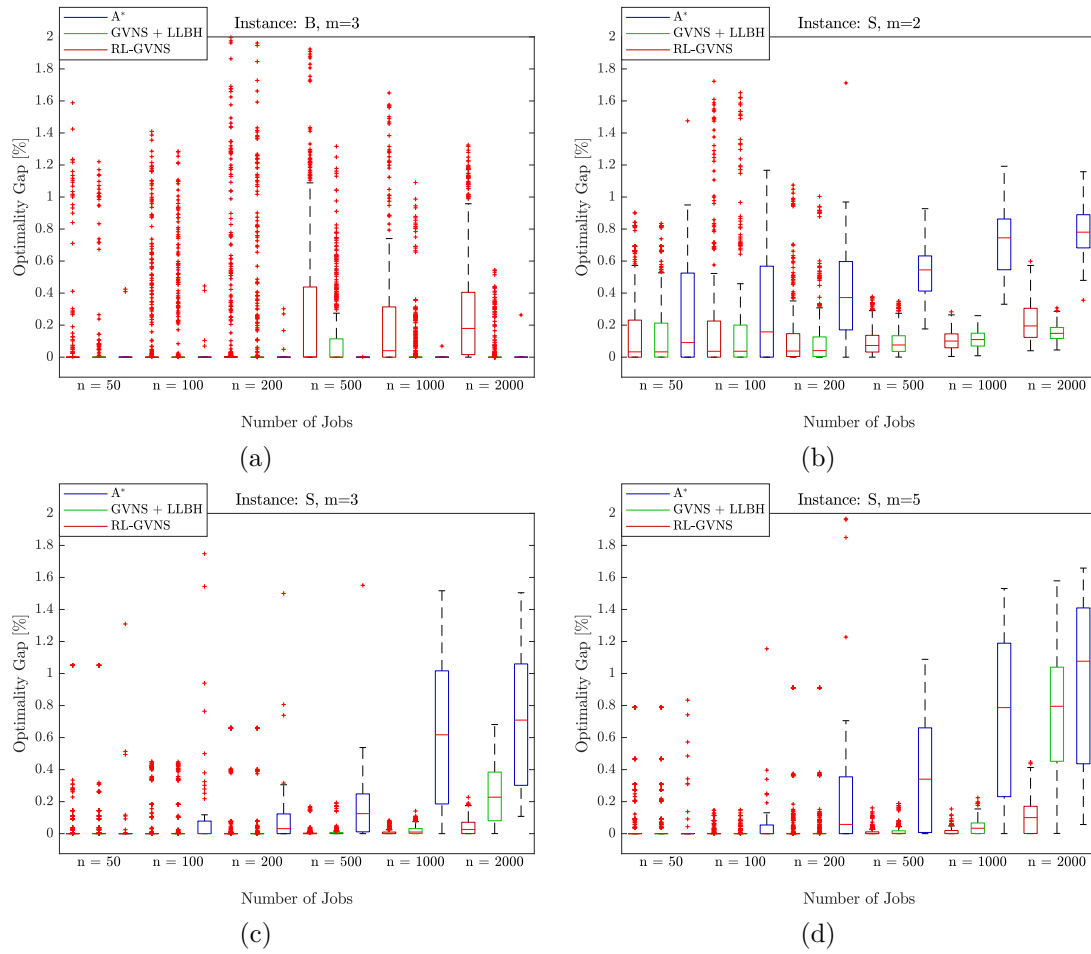 Instance: B, m=3
A*
GVNS + LLBH
RL-GVNS
Optimality Gap [%]
2
1.8
1.6
1.4
1.2
1
0.8
0.6
0.4
0.2
0
n = 50 n = 100 n = 200 n = 500 n = 1000 n = 2000
Number of Jobs
(a)
Instance: S, m=2
A*
GVNS + LLBH
RL-GVNS
Optimality Gap [%]
2
1.8
1.6
1.4
1.2
1
0.8
0.6
0.4
0.2
0
n = 50 n = 100 n = 200 n = 500 n = 1000 n = 2000
Number of Jobs
(b)
Instance: S, m=3
A*
GVNS + LLBH
RL-GVNS
Optimality Gap [%]
2
1.8
1.6
1.4
1.2
1
0.8
0.6
0.4
0.2
0
n = 50 n = 100 n = 200 n = 500 n = 1000 n = 2000
Number of Jobs
(c)
Instance: S, m=5
A*
GVNS + LLBH
RL-GVNS
Optimality Gap [%]
2
1.8
1.6
1.4
1.2
1
0.8
0.6
0.4
0.2
0
n = 50 n = 100 n = 200 n = 500 n = 1000 n = 2000
Number of Jobs
(d)